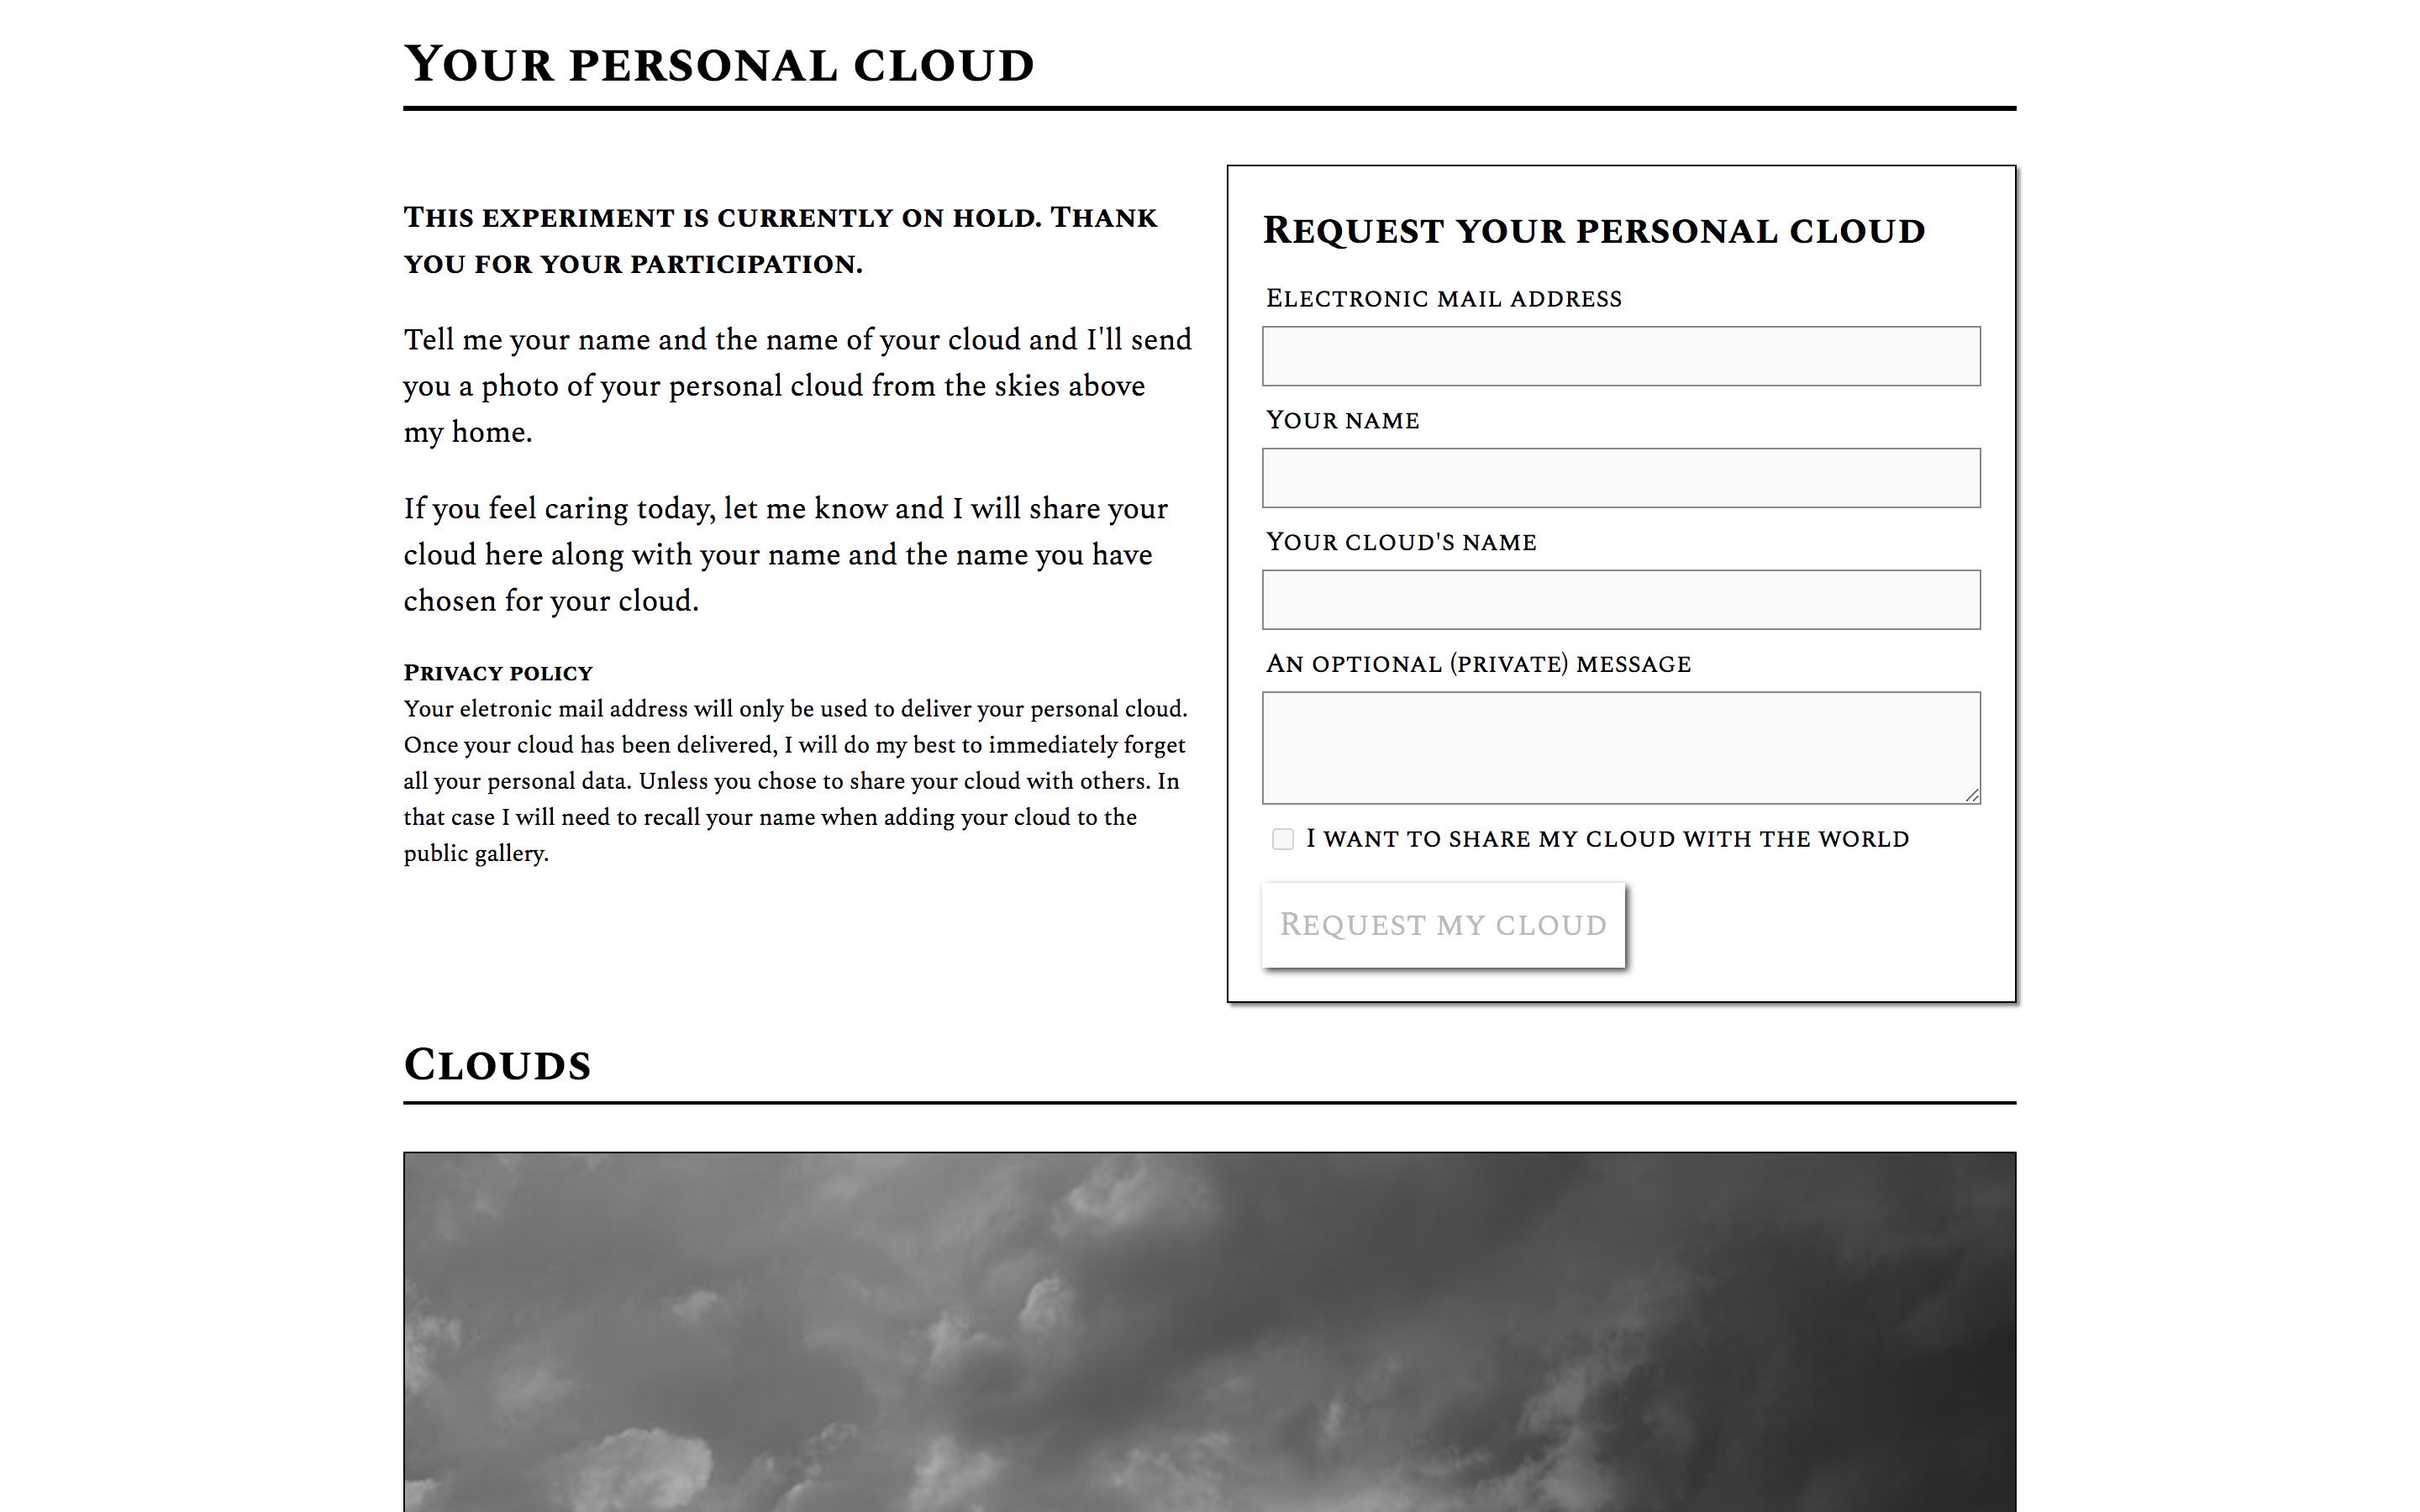 Your personal cloud
This experiment is currently on hold. Thank
you for your participation.
Tell me your name and the name of your cloud and I'll send
you a photo of your personal cloud from the skies above
my home.
If you feel caring today, let me know and I will share your
cloud here along with your name and the name you have
chosen for your cloud.
Privacy policy
Your eletronic mail address will only be used to deliver your personal cloud.
Once your cloud has been delivered, I will do my best to immediately forget
all your personal data. Unless you chose to share your cloud with others. In
that case I will need to recall your name when adding your cloud to the
public gallery.
Request your personal cloud
Electronic mail address
Your name
Your cloud's name
An optional (private) message
I want to share my cloud with the world
Request my cloud
Clouds